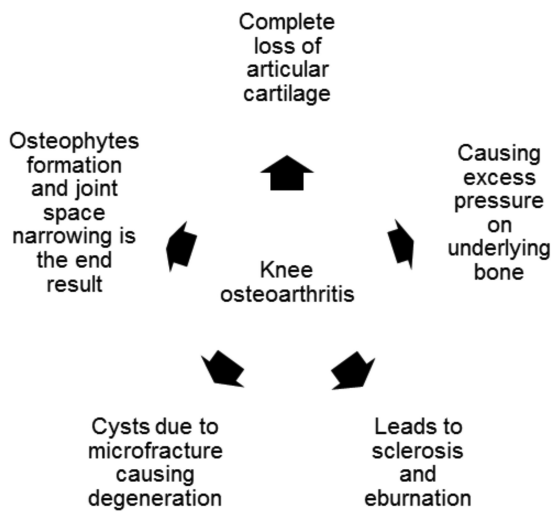 Complete
loss of
articular
cartilage
Causing
excess
pressure
on
underlying
bone
Leads to
sclerosis
and
eburnation
Cysts due to
microfracture
causing
degeneration
Osteophytes
formation
and joint
space
narrowing is
the end
result
Knee
osteoarthritis